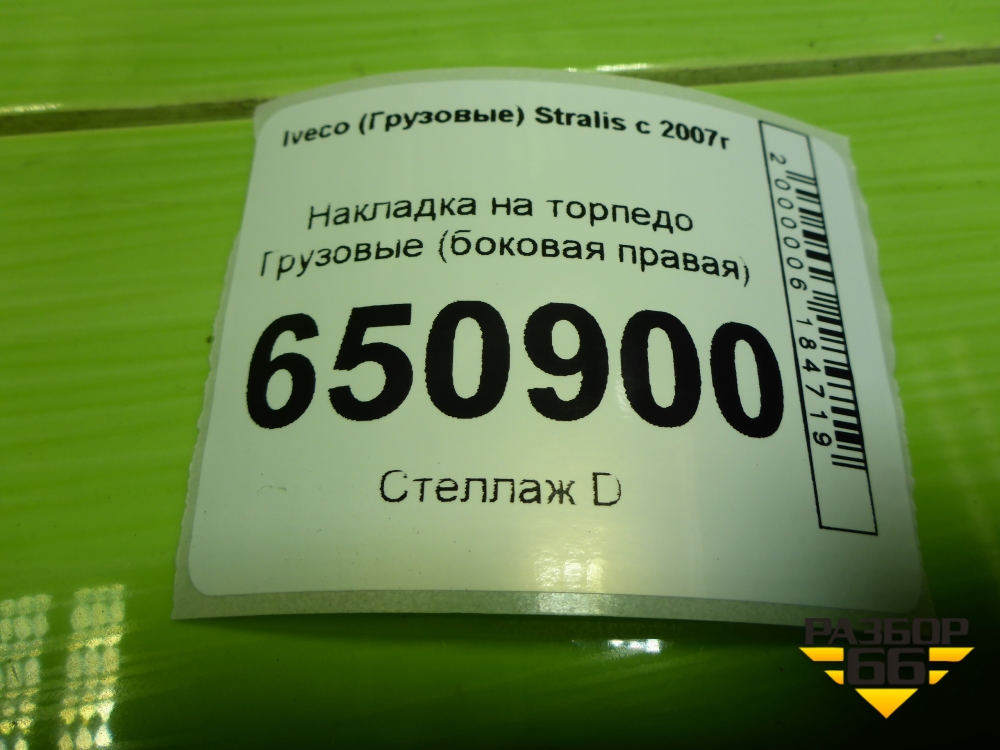 Iveco (Грузовые) Stralis с 2007г
Накладка на торпедо
Грузовые (боковая правая)
650900
Стеллаж D
2000006184719
РАЗБОР
66